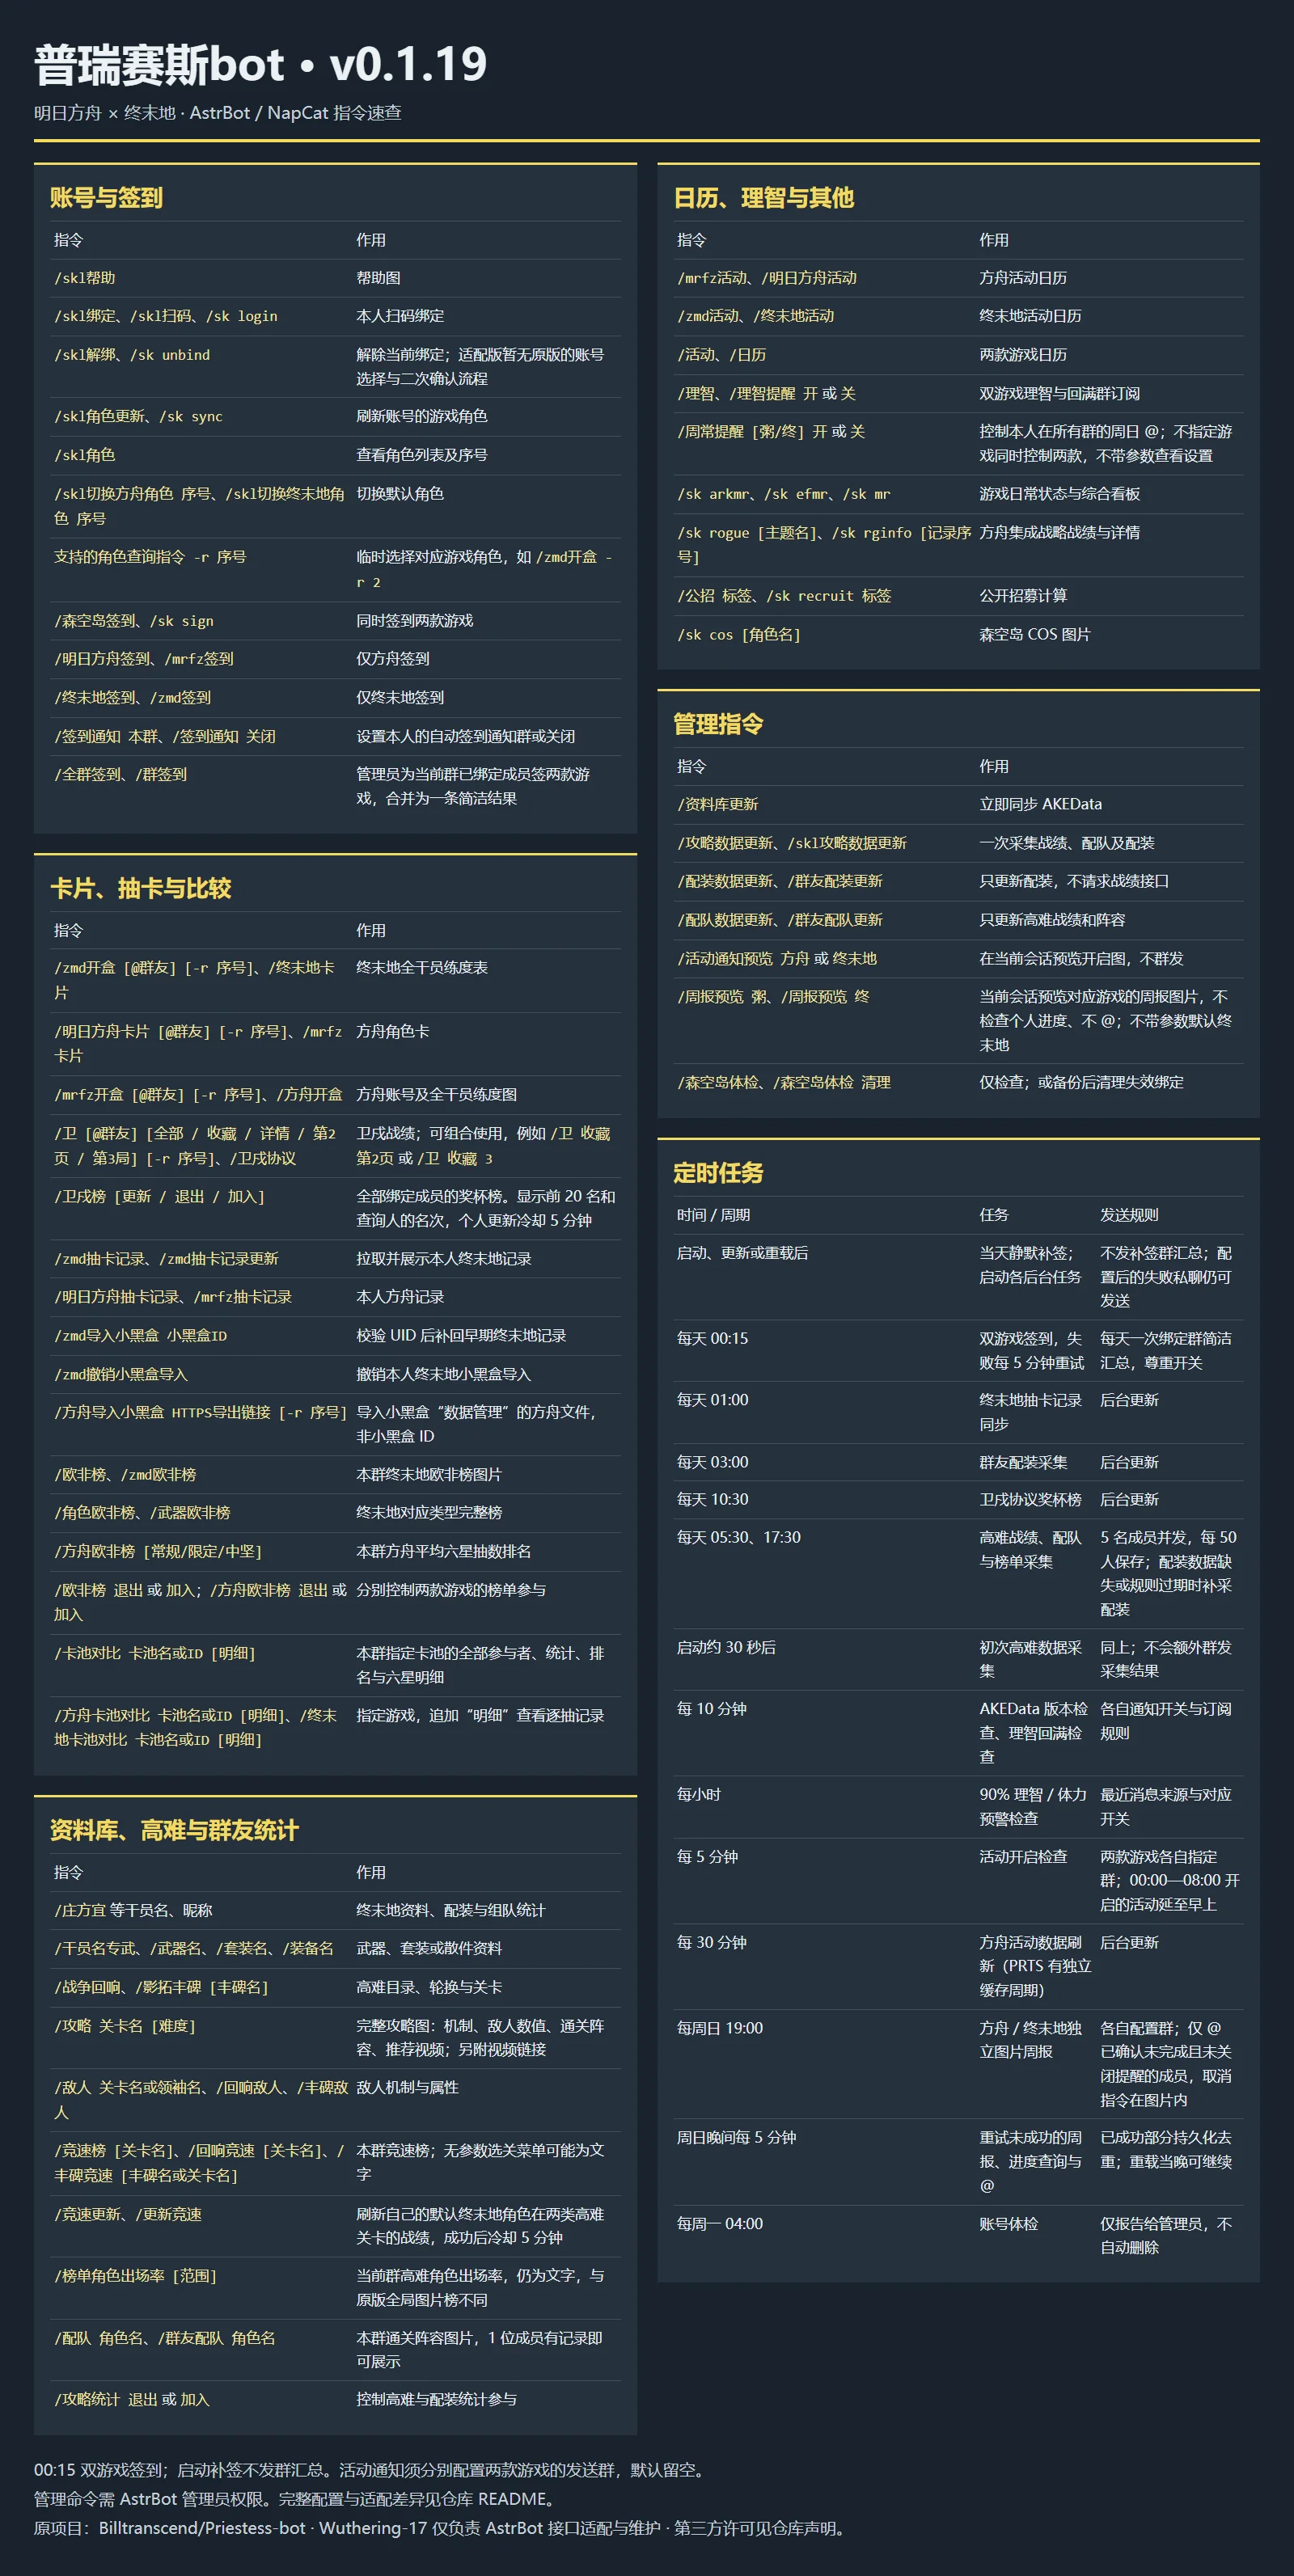 普瑞赛斯bot • v0.1.19
明日方舟 × 终末地 · AstrBot / NapCat 指令速查
账号与签到
指令 作用
/skl帮助 帮助图
/skl绑定、/skl扫码、/sk login 本人扫码绑定
/skl解绑、/sk unbind 解除当前绑定；适配版暂无原版的账号
选择与二次确认流程
/skl角色更新、/sk sync 刷新账号的游戏角色
/skl角色 查看角色列表及序号
/skl切换方舟角色 序号、/skl切换终末地角 切换默认角色
色 序号
支持的角色查询指令 -r 序号 临时选择对应游戏角色，如 /zmd开盒 -
r 2
/森空岛签到、/sk sign 同时签到两款游戏
/明日方舟签到、/mrfz签到 仅方舟签到
/终末地签到、/zmd签到 仅终末地签到
/签到通知 本群、/签到通知 关闭 设置本人的自动签到通知群或关闭
/全群签到、/群签到 管理员为当前群已绑定成员签两款游
戏，合并为一条简洁结果
卡片、抽卡与比较
指令 作用
/zmd开盒 [@群友] [-r 序号]、/终末地卡 终末地全干员练度表
片
/明日方舟卡片 [@群友] [-r 序号]、/mrfz 方舟角色卡
卡片
/mrfz开盒 [@群友] [-r 序号]、/方舟开盒 方舟账号及全干员练度图
/卫 [@群友] [全部 / 收藏 / 详情 / 第2 卫戍战绩；可组合使用，例如 /卫 收藏
页 / 第3局] [-r 序号]、/卫戍协议 第2页 或 /卫 收藏 3
/卫戍榜 [更新 / 退出 / 加入] 全部绑定成员的奖杯榜。显示前 20 名和
查询人的名次，个人更新冷却 5 分钟
/zmd抽卡记录、/zmd抽卡记录更新 拉取并展示本人终末地记录
/明日方舟抽卡记录、/mrfz抽卡记录 本人方舟记录
/zmd导入小黑盒 小黑盒ID 校验 UID 后补回早期终末地记录
/zmd撤销小黑盒导入 撤销本人终末地小黑盒导入
/方舟导入小黑盒 HTTPS导出链接 [-r 序号] 导入小黑盒“数据管理”的方舟文件，
非小黑盒 ID
/欧非榜、/zmd欧非榜 本群终末地欧非榜图片
/角色欧非榜、/武器欧非榜 终末地对应类型完整榜
/方舟欧非榜 [常规/限定/中坚] 本群方舟平均六星抽数排名
/欧非榜 退出 或 加入；/方舟欧非榜 退出 或 分别控制两款游戏的榜单参与
加入
/卡池对比 卡池名或ID [明细] 本群指定卡池的全部参与者、统计、排
名与六星明细
/方舟卡池对比 卡池名或ID [明细]、/终末 指定游戏，追加“明细”查看逐抽记录
地卡池对比 卡池名或ID [明细]
资料库、高难与群友统计
指令 作用
/庄方宜 等干员名、昵称 终末地资料、配装与组队统计
/干员名专武、/武器名、/套装名、/装备名 武器、套装或散件资料
/战争回响、/影拓丰碑 [丰碑名] 高难目录、轮换与关卡
/攻略 关卡名 [难度] 完整攻略图：机制、敌人数值、通关阵
容、推荐视频；另附视频链接
/敌人 关卡名或领袖名、/回响敌人、/丰碑敌 敌人机制与属性
人
/竞速榜 [关卡名]、/回响竞速 [关卡名]、/ 本群竞速榜；无参数选关菜单可能为文
丰碑竞速 [丰碑名或关卡名] 字
/竞速更新、/更新竞速 刷新自己的默认终末地角色在两类高难
关卡的战绩，成功后冷却 5 分钟
/榜单角色出场率 [范围] 当前群高难角色出场率，仍为文字，与
原版全局图片榜不同
/配队 角色名、/群友配队 角色名 本群通关阵容图片，1 位成员有记录即
可展示
/攻略统计 退出 或 加入 控制高难与配装统计参与
日历、理智与其他
指令 作用
/mrfz活动、/明日方舟活动 方舟活动日历
/zmd活动、/终末地活动 终末地活动日历
/活动、/日历 两款游戏日历
/理智、/理智提醒 开 或 关 双游戏理智与回满群订阅
/周常提醒 [粥/终] 开 或 关 控制本人在所有群的周日 @；不指定游
戏同时控制两款，不带参数查看设置
/sk arkmr、/sk efmr、/sk mr 游戏日常状态与综合看板
/sk rogue [主题名]、/sk rginfo [记录序 方舟集成战略战绩与详情
号]
/公招 标签、/sk recruit 标签 公开招募计算
/sk cos [角色名] 森空岛 COS 图片
管理指令
指令 作用
/资料库更新 立即同步 AKEData
/攻略数据更新、/skl攻略数据更新 一次采集战绩、配队及配装
/配装数据更新、/群友配装更新 只更新配装，不请求战绩接口
/配队数据更新、/群友配队更新 只更新高难战绩和阵容
/活动通知预览 方舟 或 终末地 在当前会话预览开启图，不群发
/周报预览 粥、/周报预览 终 当前会话预览对应游戏的周报图片，不
检查个人进度、不 @；不带参数默认终
末地
/森空岛体检、/森空岛体检 清理 仅检查；或备份后清理失效绑定
定时任务
时间 / 周期 任务 发送规则
启动、更新或重载后 当天静默补签； 不发补签群汇总；配
启动各后台任务 置后的失败私聊仍可
发送
每天 00:15 双游戏签到，失 每天一次绑定群简洁
败每 5 分钟重试 汇总，尊重开关
每天 01:00 终末地抽卡记录 后台更新
同步
每天 03:00 群友配装采集 后台更新
每天 10:30 卫戍协议奖杯榜 后台更新
每天 05:30、17:30 高难战绩、配队 5 名成员并发，每 50
与榜单采集 人保存；配装数据缺
失或规则过期时补采
配装
启动约 30 秒后 初次高难数据采 同上；不会额外群发
集 采集结果
每 10 分钟 AKEData 版本检 各自通知开关与订阅
查、理智回满检 规则
查
每小时 90% 理智 / 体力 最近消息来源与对应
预警检查 开关
每 5 分钟 活动开启检查 两款游戏各自指定
群；00:00—08:00 开
启的活动延至早上
每 30 分钟 方舟活动数据刷 后台更新
新（PRTS 有独立
缓存周期）
每周日 19:00 方舟 / 终末地独 各自配置群；仅 @
立图片周报 已确认未完成且未关
闭提醒的成员，取消
指令在图片内
周日晚间每 5 分钟 重试未成功的周 已成功部分持久化去
报、进度查询与 重；重载当晚可继续
@
每周一 04:00 账号体检 仅报告给管理员，不
自动删除
00:15 双游戏签到；启动补签不发群汇总。活动通知须分别配置两款游戏的发送群，默认留空。
管理命令需 AstrBot 管理员权限。完整配置与适配差异见仓库 README。
原项目：Billtranscend/Priestess-bot · Wuthering-17 仅负责 AstrBot 接口适配与维护 · 第三方许可见仓库声明。